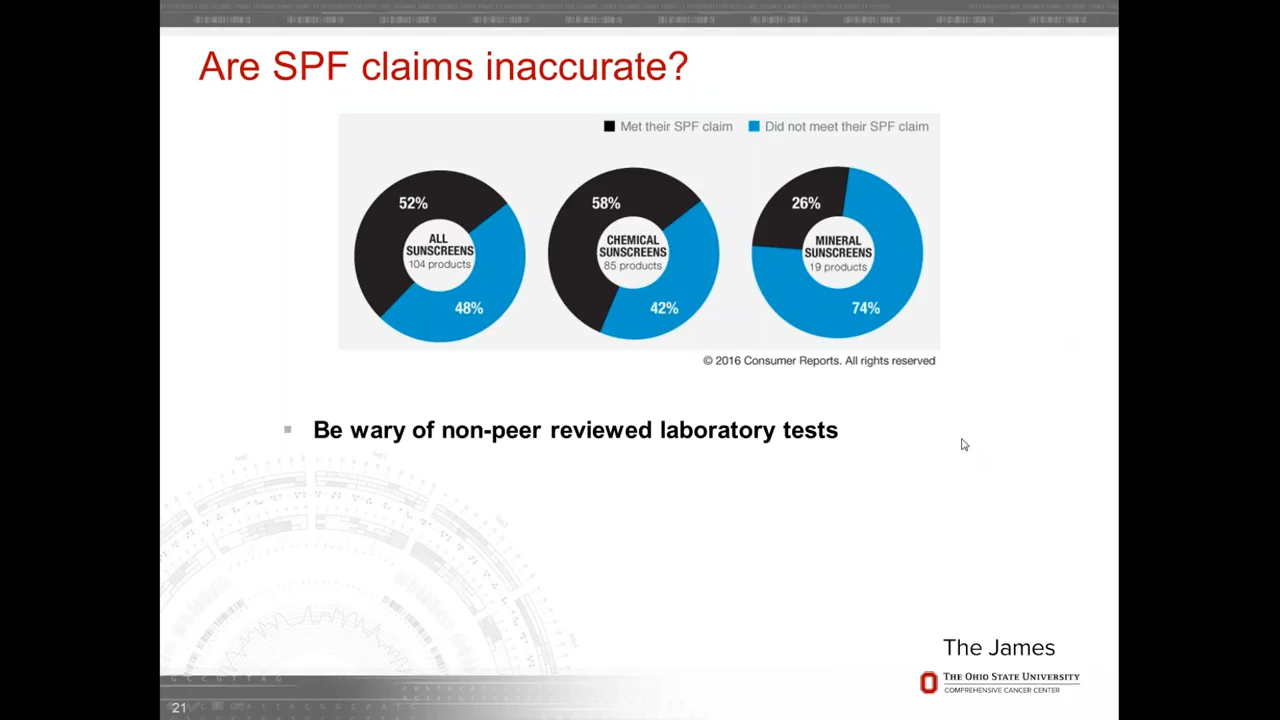 Are SPF claims inaccurate?
Met their SPF claim
Did not meet their SPF claim
52%
ALL
SUNSCREENS
104 products
48%
58%
CHEMICAL
SUNSCREENS
85 products
42%
26%
MINERAL
SUNSCREENS
19 products
74%
© 2016 Consumer Reports. All rights reserved
Be wary of non-peer reviewed laboratory tests
The James
THE OHIO STATE UNIVERSITY
COMPREHENSIVE CANCER CENTER
21